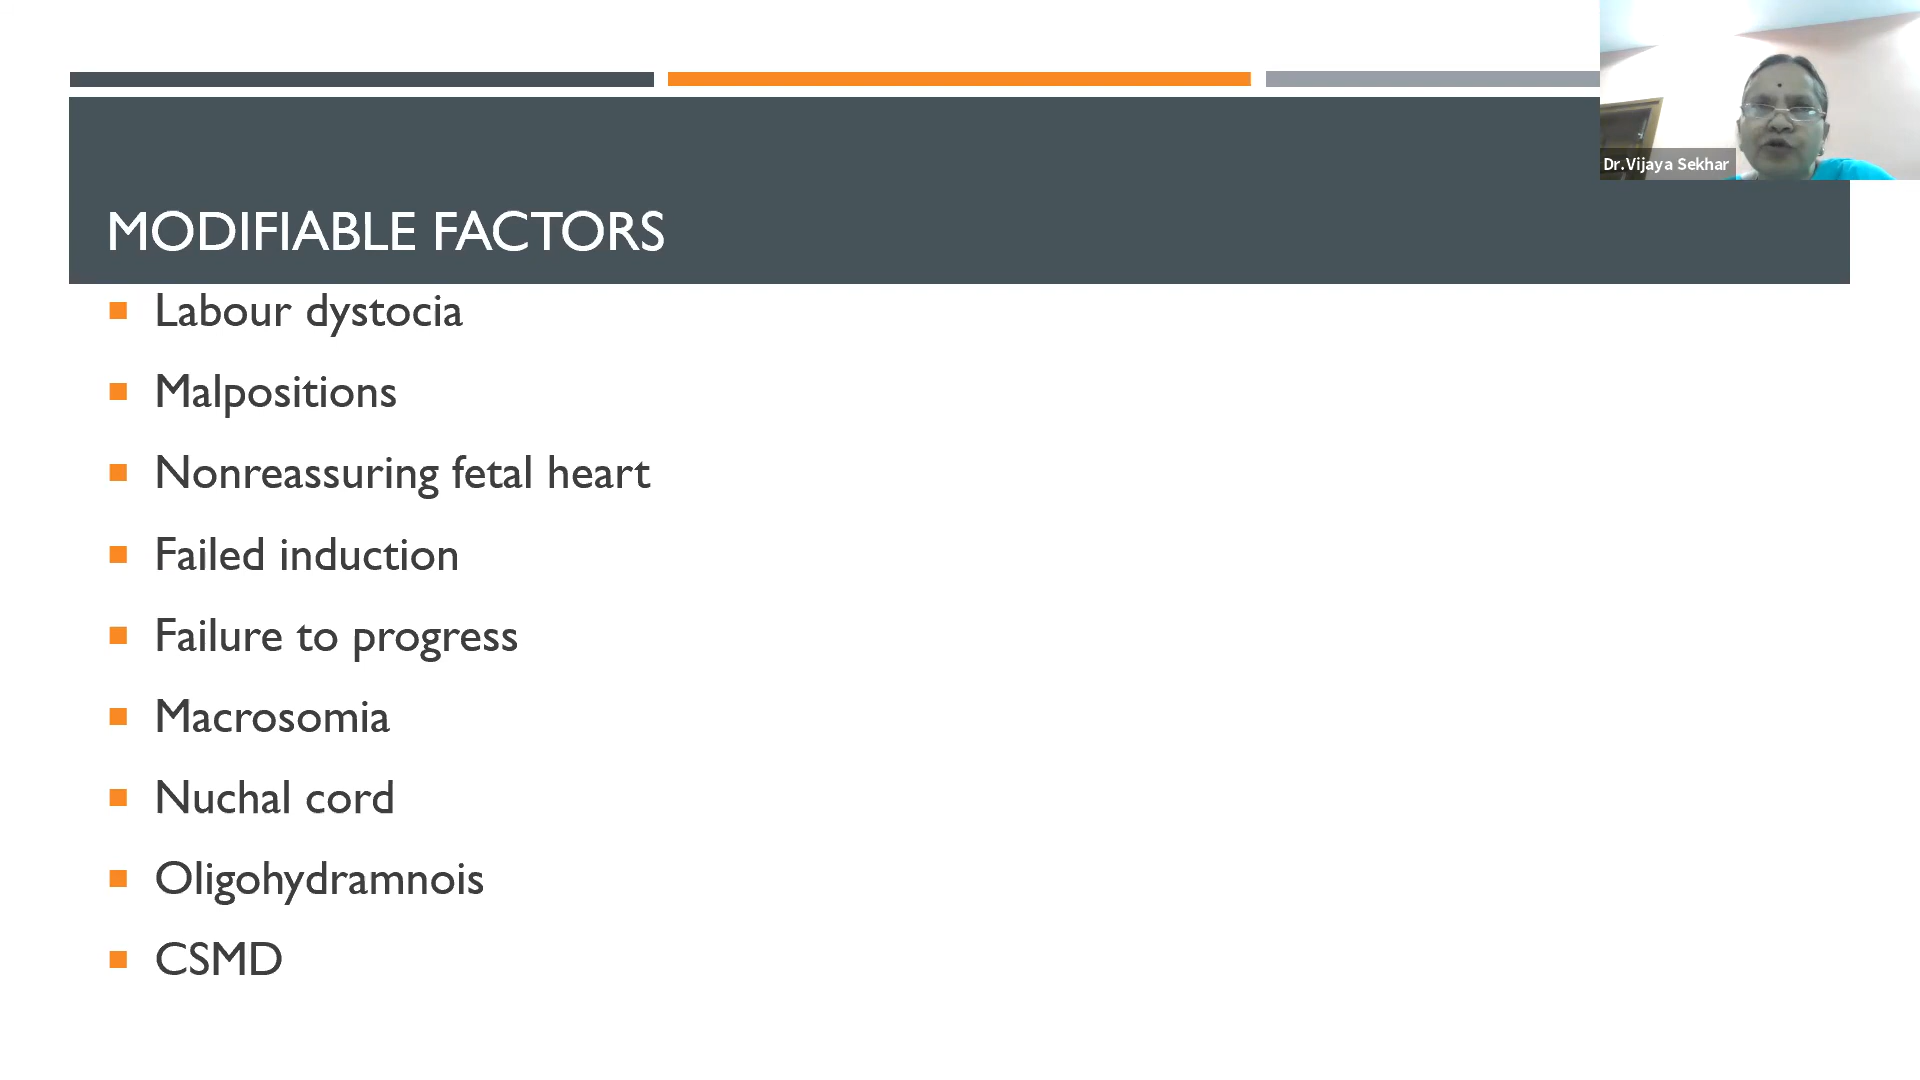 Dr.Vijaya Sekhar
MODIFIABLE FACTORS
Labour dystocia
Malpositions
Nonreassuring fetal heart
Failed induction
Failure to progress
Macrosomia
Nuchal cord
Oligohydramnois
CSMD